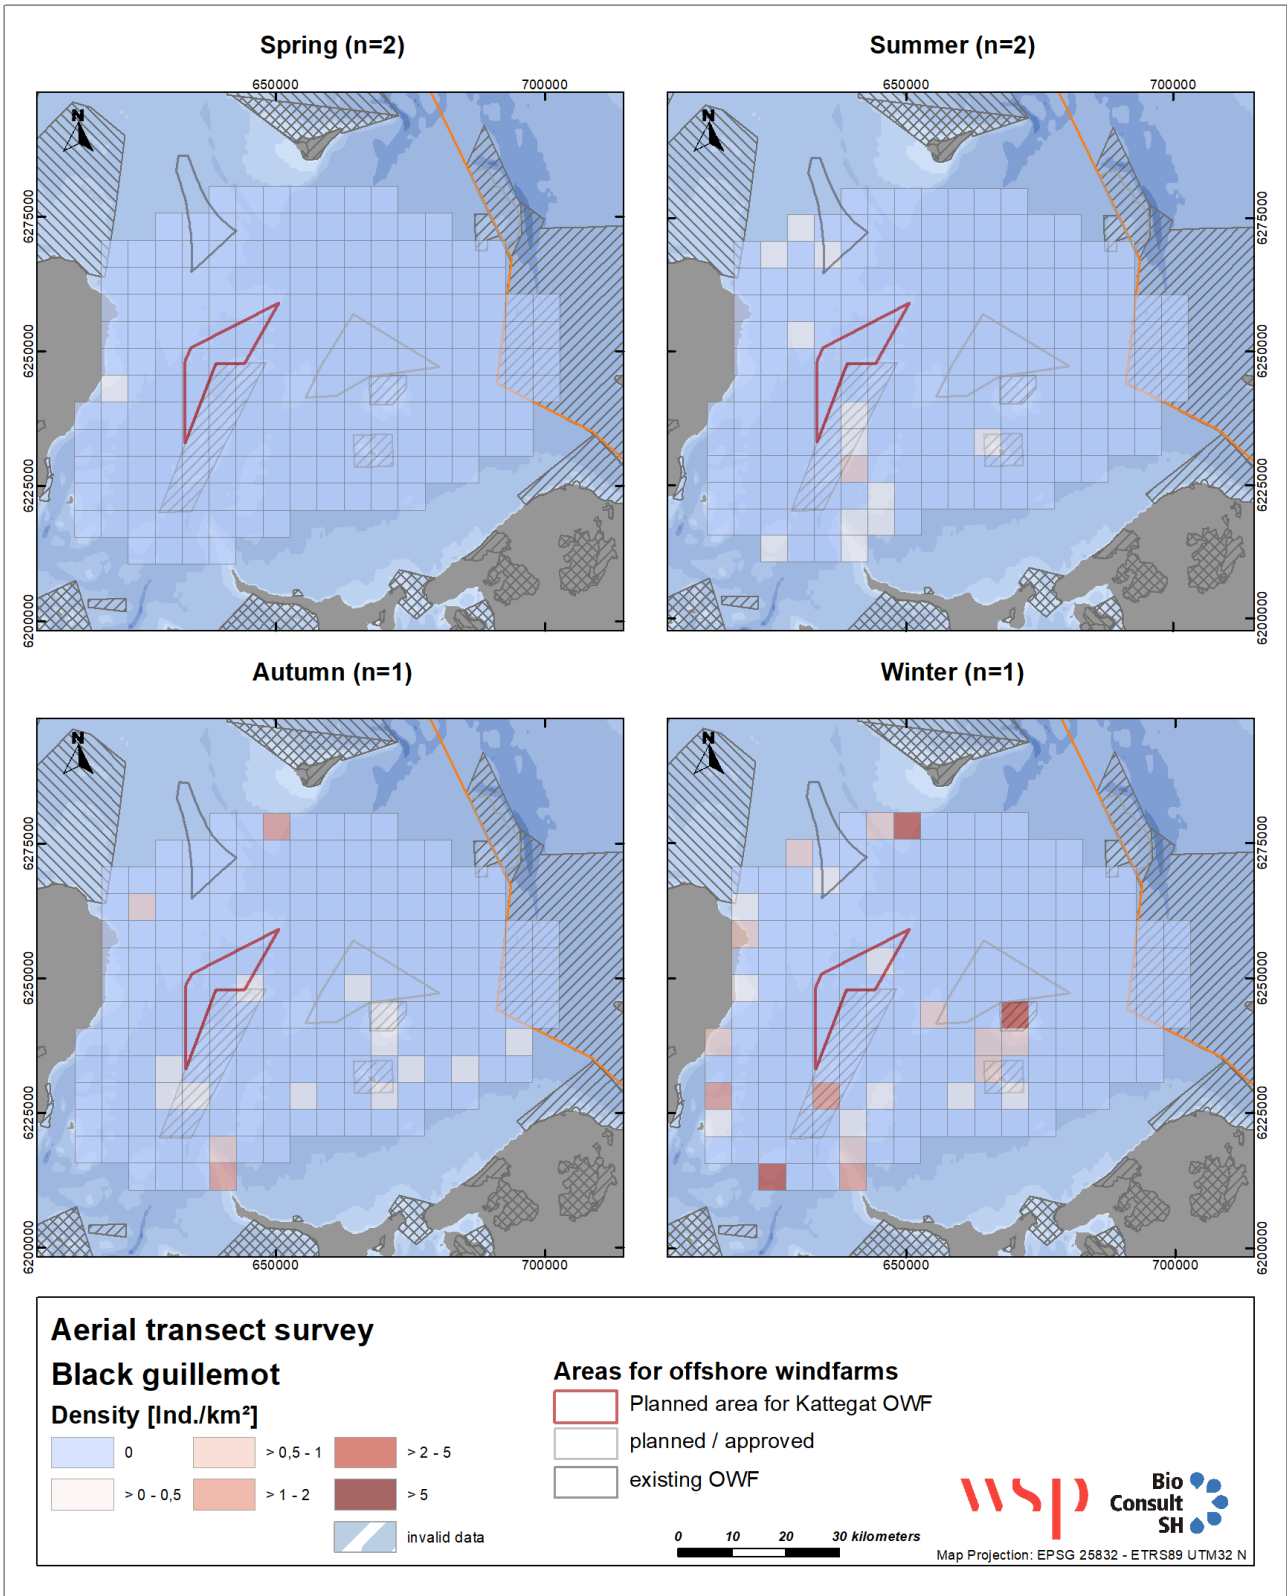 Spring (n=2)
Summer (n=2)
650000
700000
650000
700000
N
N
6275000
6250000
6225000
6200000
6275000
6250000
6225000
6200000
Autumn (n=1)
Winter (n=1)
N
N
6275000
6250000
6225000
6200000
6275000
6250000
6225000
6200000
650000
700000
650000
700000
Aerial transect survey
Black guillemot
Density [Ind./km²]
0
> 0,5 - 1
> 2 - 5
> 0 - 0,5
> 1 - 2
> 5
invalid data
Areas for offshore windfarms
Planned area for Kattegat OWF
planned / approved
existing OWF
0 10 20 30 kilometers
wsp
Bio
Consult
SH
Map Projection: EPSG 25832 - ETRS89 UTM32 N